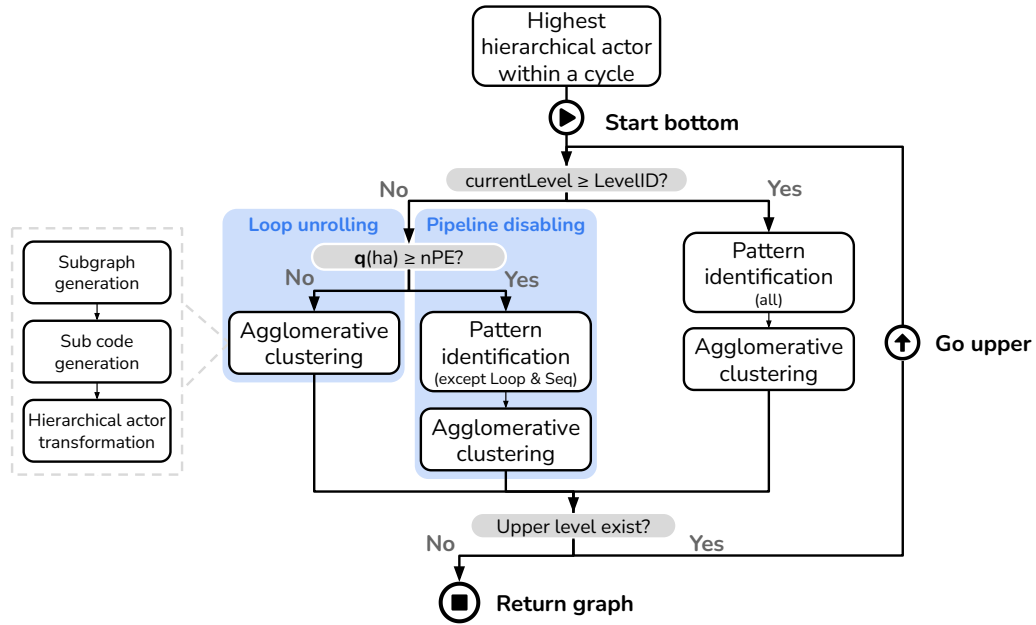 Highest
hierarchical actor
within a cycle
Start bottom
currentLevel ≥ LevelID?
No
Yes
Loop unrolling
Pipeline disabling
q(ha) ≥ nPE?
No
Yes
Agglomerative
clustering
Pattern
identification
(except Loop & Seq)
Agglomerative
clustering
Pattern
identification
(all)
Agglomerative
clustering
Go upper
Subgraph
generation
Sub code
generation
Hierarchical actor
transformation
Upper level exist?
No
Yes
Return graph